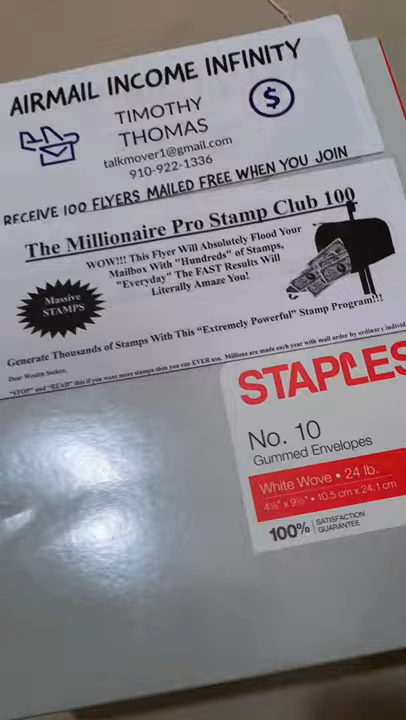 AIRMAIL INCOME INFINITY
$
TIMOTHY
THOMAS
talkmover1@gmail.com
910-922-1336
RECEIVE 100 FLYERS MAILED FREE WHEN YOU JOIN
The Millionaire Pro Stamp Club 100
WOW!!! This Flyer Will Absolutely Flood Your
Mailbox With "Hundreds" of Stamps,
"Everyday" The FAST Results Will
Literally Amaze You!
Massive
STAMPS
Generate Thousands of Stamps With This "Extremely Powerful" Stamp Program!!!
Dear Wealth Seeker,
"STOP" and "READ" this if you want more stamps then you can EVER use. Millions are made each year with mail order by ordinary individ
STAPLES
No. 10
Gummed Envelopes
White Wove • 24 lb.
4⅛" x 9½" • 10.5 cm x 24.1 cm
100% SATISFACTION
GUARANTEE